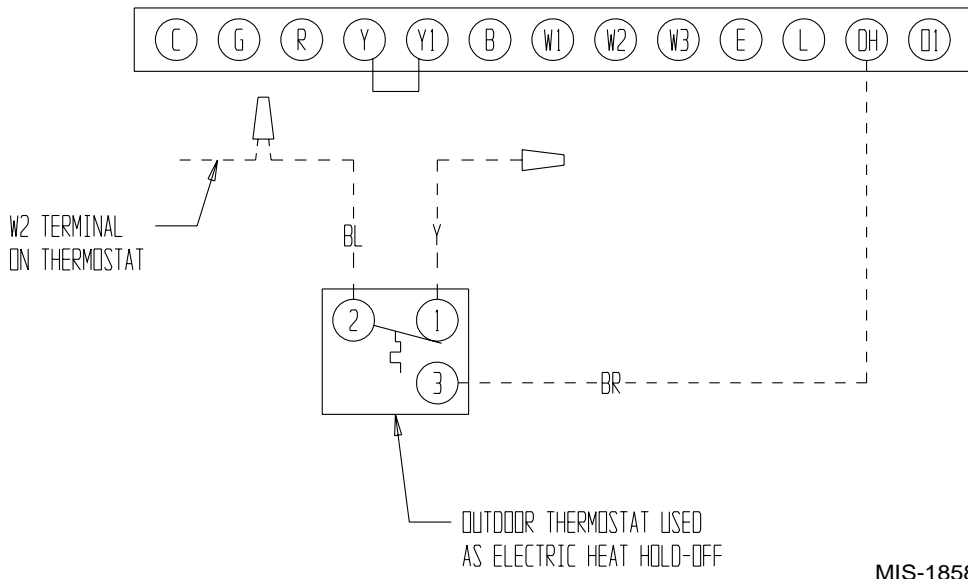 C G R Y Y1 B W1 W2 W3 E L OH O1
W2 TERMINAL
ON THERMOSTAT
BL Y
2 1
3 BR
OUTDOOR THERMOSTAT USED
AS ELECTRIC HEAT HOLD-OFF
MIS-1858